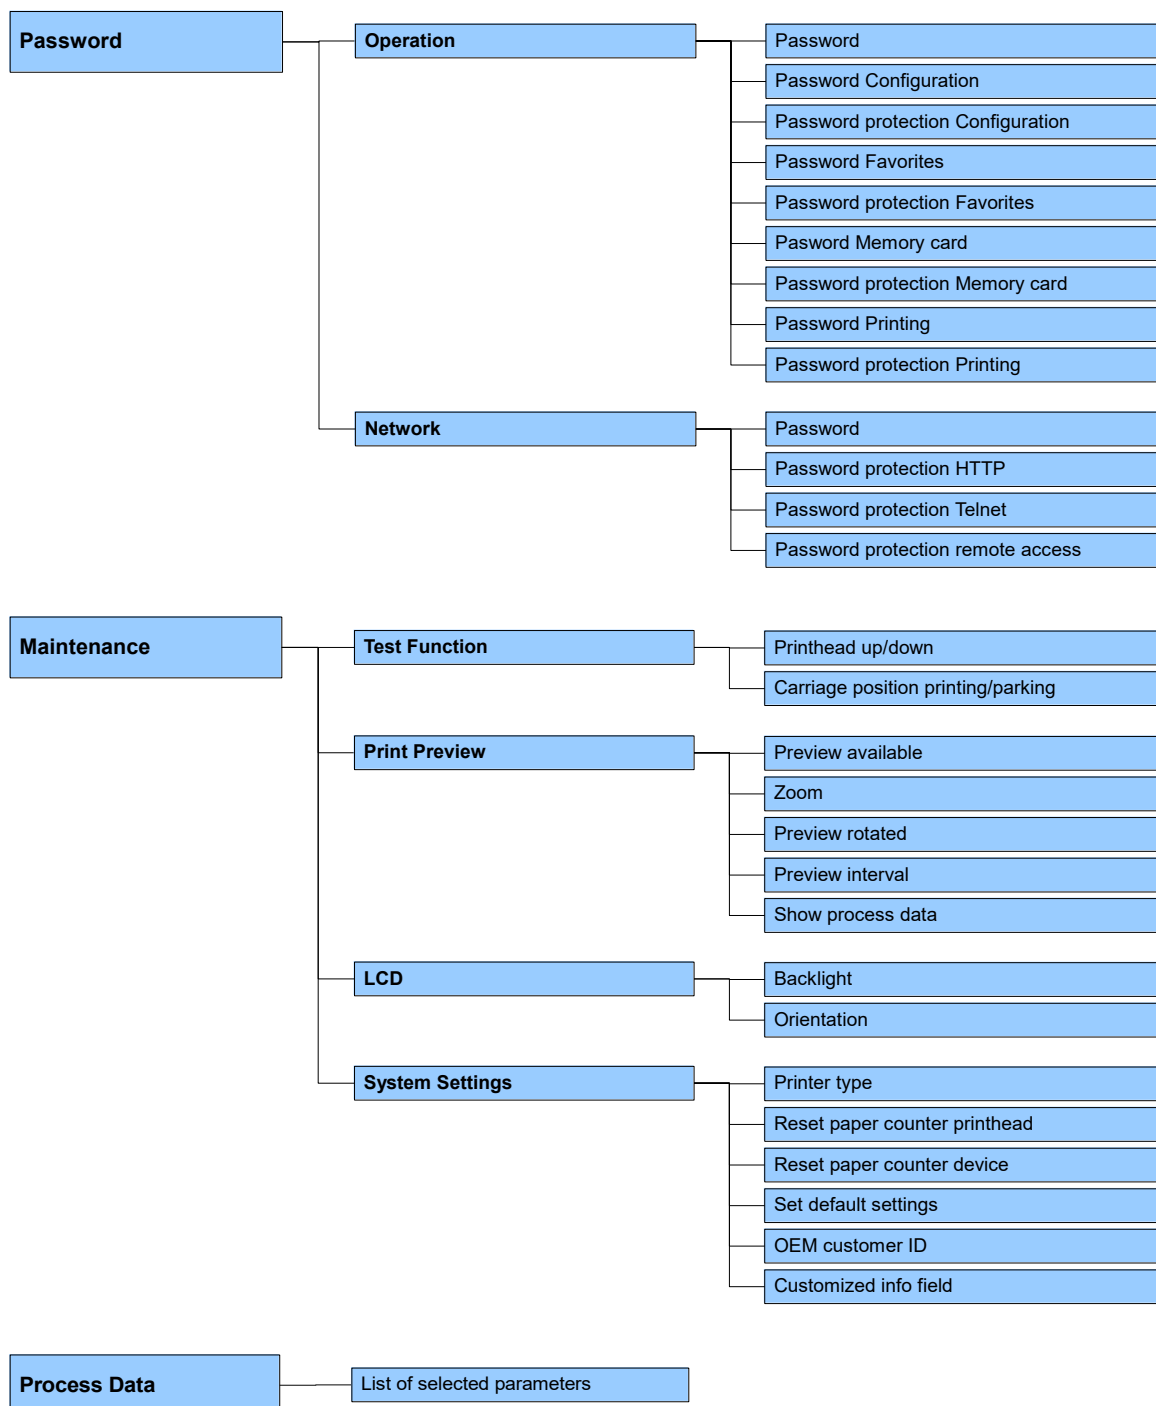 Password
Operation
Password
Password Configuration
Password protection Configuration
Password Favorites
Password protection Favorites
Pasword Memory card
Password protection Memory card
Password Printing
Password protection Printing
Network
Password
Password protection HTTP
Password protection Telnet
Password protection remote access
Maintenance
Test Function
Printhead up/down
Carriage position printing/parking
Print Preview
Preview available
Zoom
Preview rotated
Preview interval
Show process data
LCD
Backlight
Orientation
System Settings
Printer type
Reset paper counter printhead
Reset paper counter device
Set default settings
OEM customer ID
Customized info field
Process Data
List of selected parameters